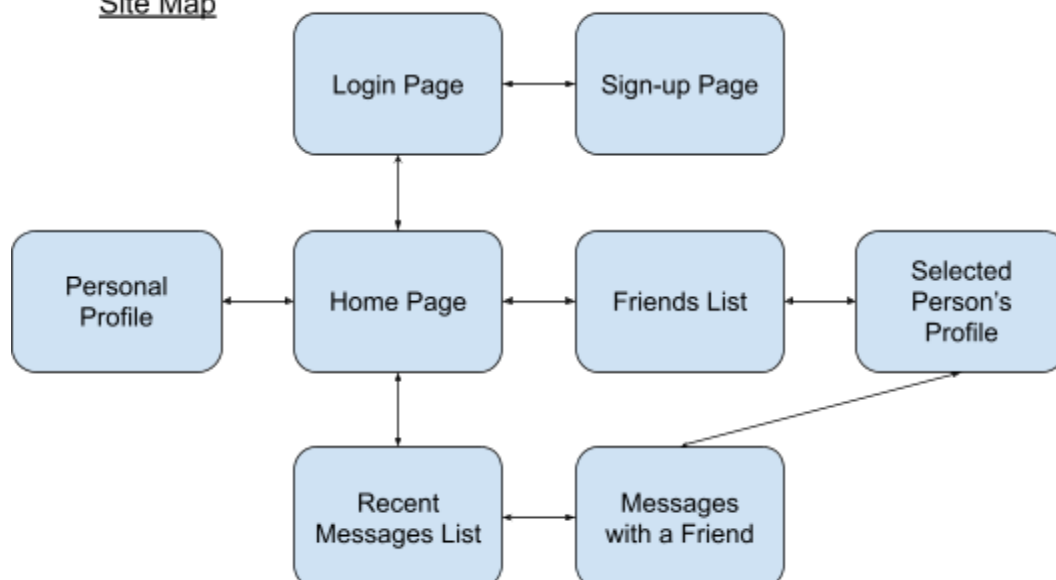 Site Map
Login Page
Sign-up Page
Personal
Profile
Home Page
Friends List
Selected
Person's
Profile
Recent
Messages List
Messages
with a Friend